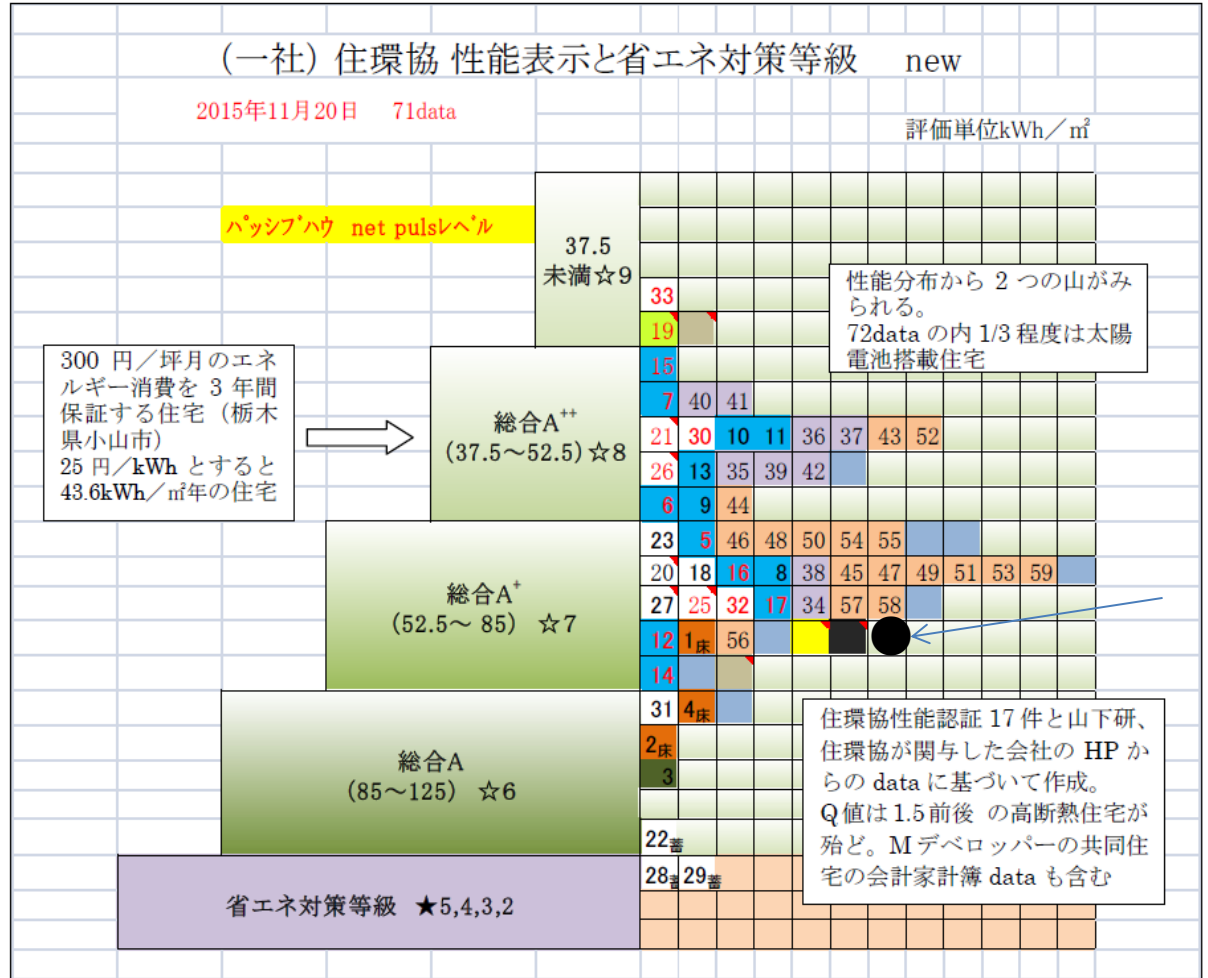 (一社) 住環協 性能表示と省エネ対策等級 new
2015年11月20日 71data
評価単位kWh／㎡
ﾊﾟｯｼﾌﾞﾊｳ net pulsﾚﾍﾞﾙ
37.5
未満☆9
33
性能分布から 2 つの山がみ
られる。
72data の内 1/3 程度は太陽
電池搭載住宅
19
15
300 円／坪月のエネ
ルギー消費を 3 年間
保証する住宅（栃木
県小山市）
25 円／kWh とすると
43.6kWh／㎡年の住宅
総合A++
(37.5～52.5)☆8
7 40 41
21 30 10 11 36 37 43 52
26 13 35 39 42
6 9 44
総合A+
(52.5～ 85) ☆7
23 5 46 48 50 54 55
20 18 16 8 38 45 47 49 51 53 59
27 25 32 17 34 57 58
12 1床 56
14
総合A
(85～125) ☆6
31 4床
2床
3
22蓄
住環協性能認証 17 件と山下研、
住環協が関与した会社の HP か
らの data に基づいて作成。
Q値は 1.5 前後 の高断熱住宅が
殆ど。Mデベロッパーの共同住
宅の会計家計簿 data も含む
省エネ対策等級 ★5,4,3,2
28蓄 29蓄